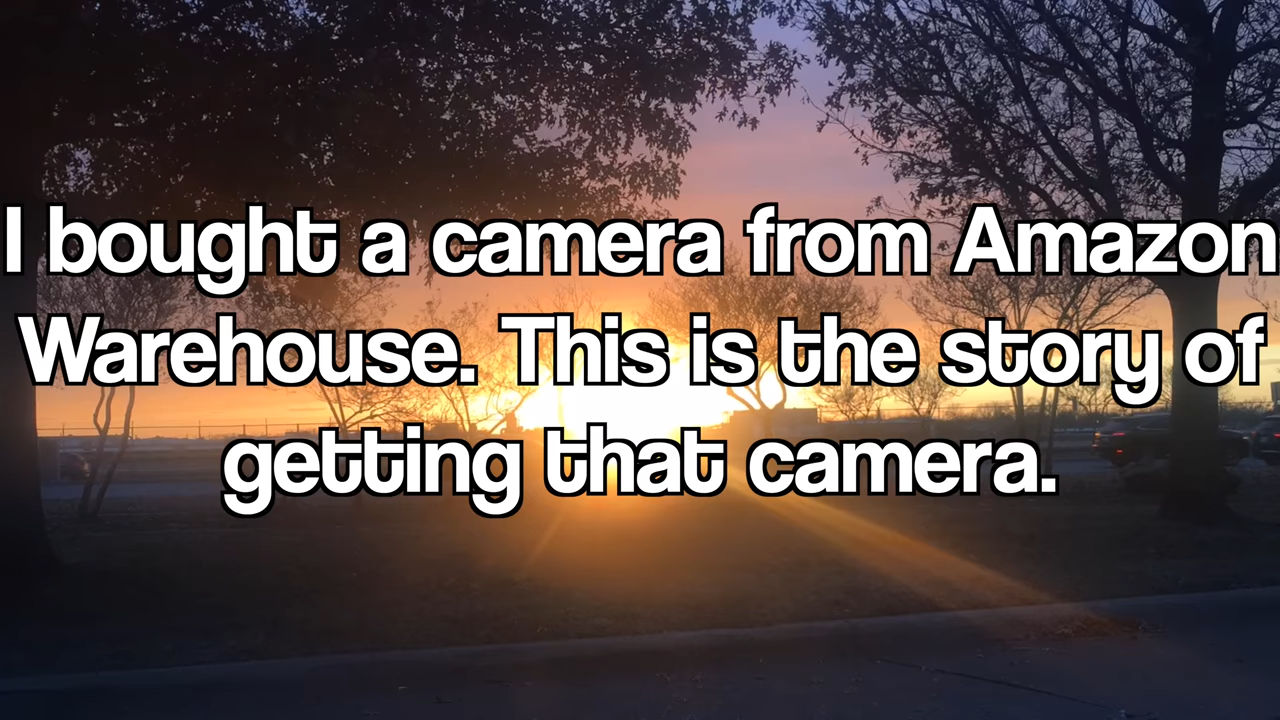 I bought a camera from Amazon
Warehouse. This is the story of
getting that camera.